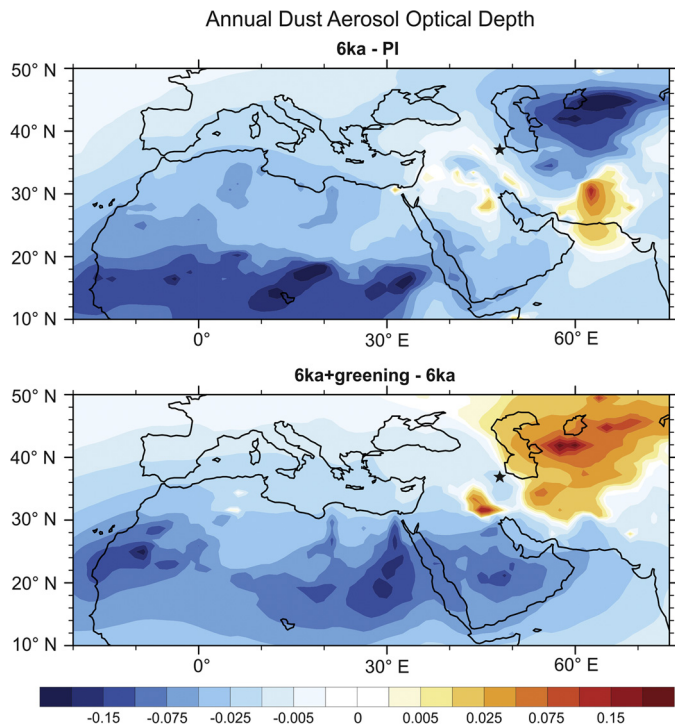 Annual Dust Aerosol Optical Depth
6ka - PI
50° N
40° N
30° N
20° N
10° N
0° 30° E 60° E
6ka+greening - 6ka
50° N
40° N
30° N
20° N
10° N
0° 30° E 60° E
-0.15 -0.075 -0.025 -0.005 0 0.005 0.025 0.075 0.15